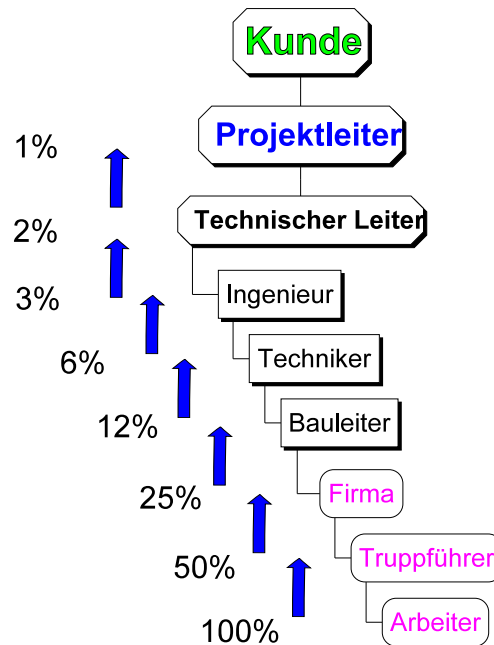 Kunde
Projektleiter
1%
Technischer Leiter
2%
Ingenieur
3%
Techniker
6%
Bauleiter
12%
Firma
25%
Truppführer
50%
Arbeiter
100%